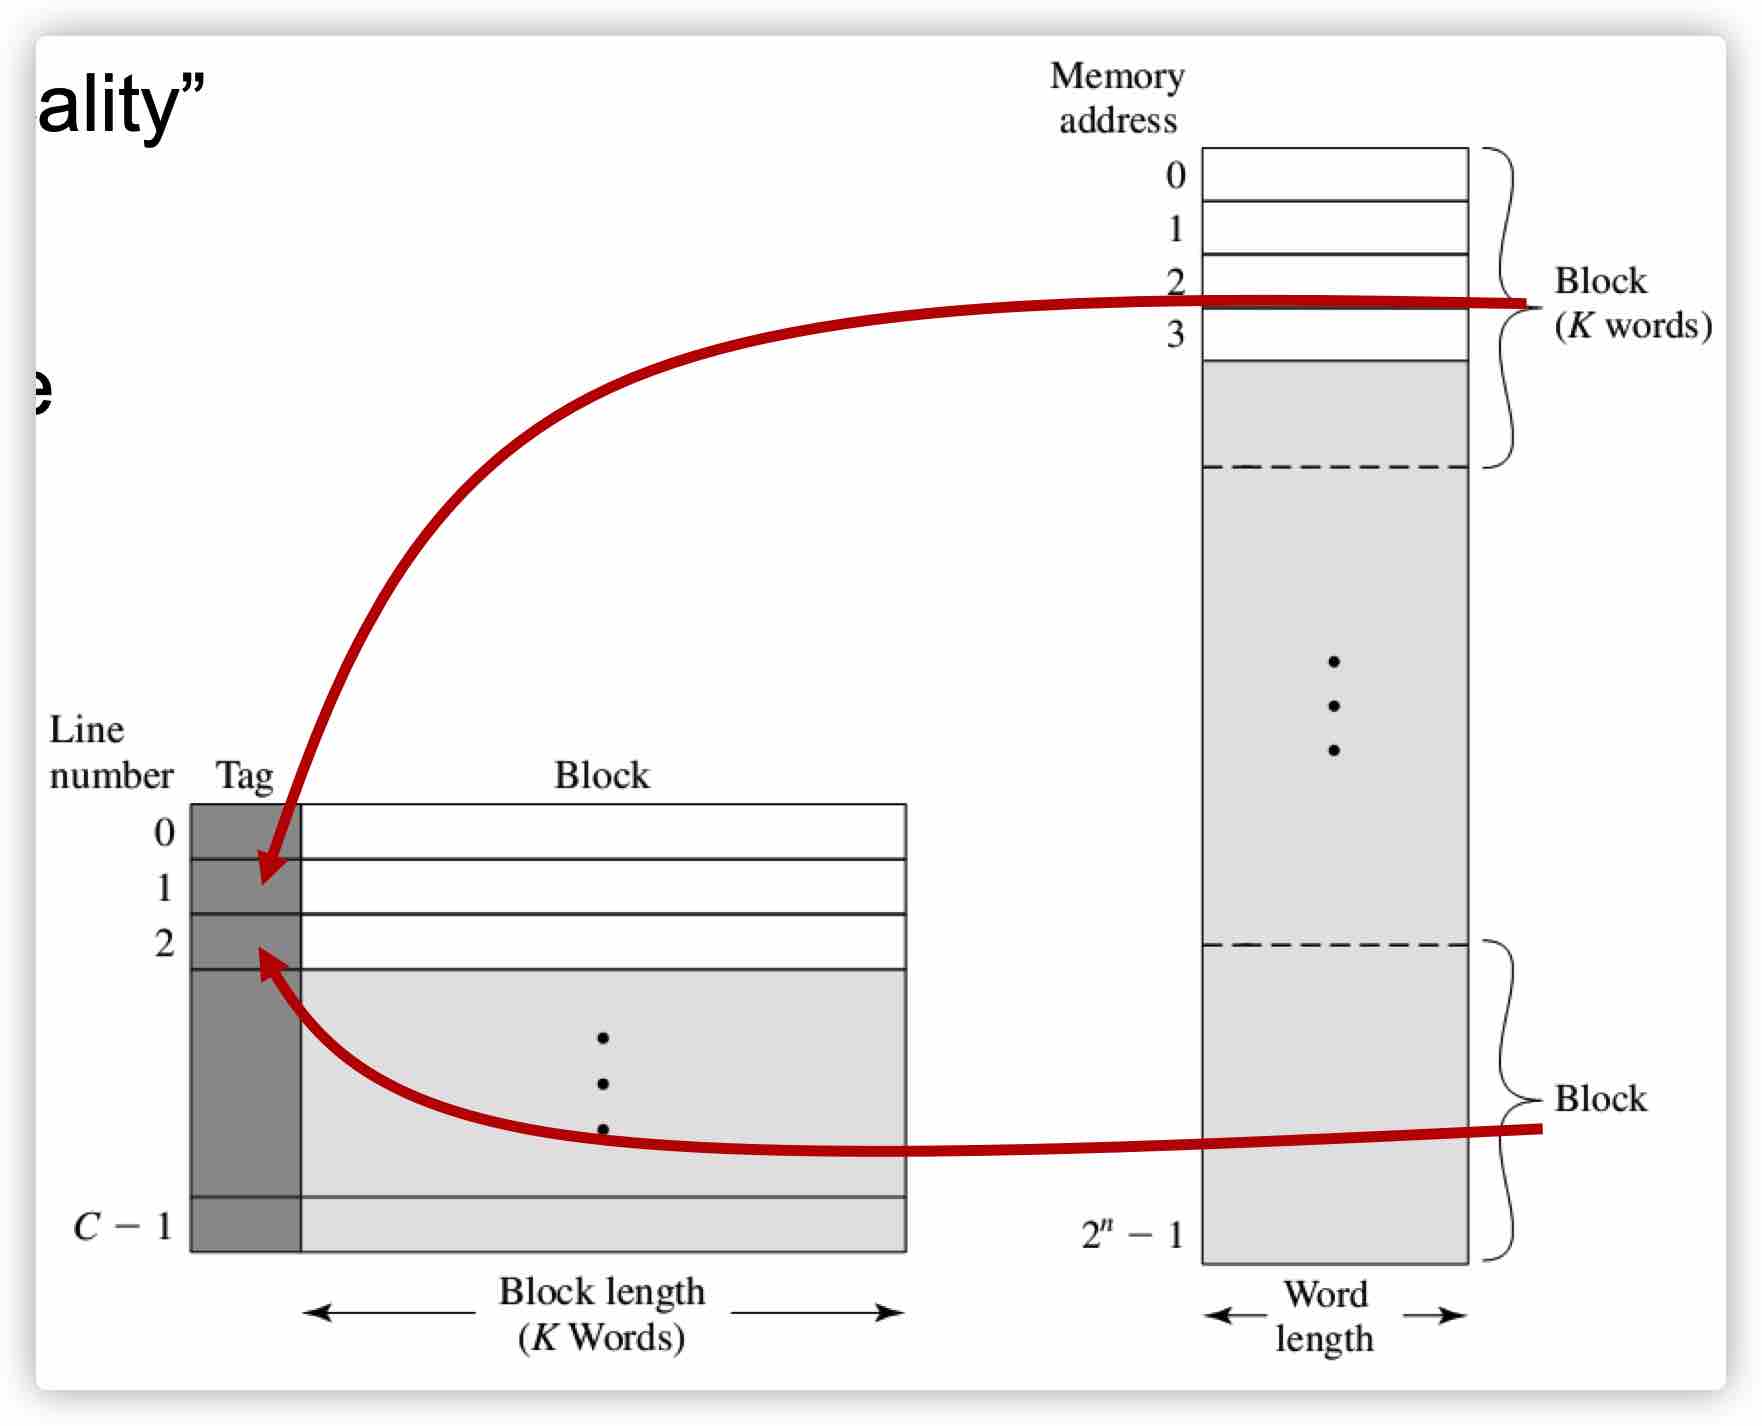 ality”
e
Memory
address
0
1
2
3
Block
(K words)
Line
number
Tag
Block
0
1
2
C − 1
Block length
(K Words)
Block
2ⁿ − 1
Word
length